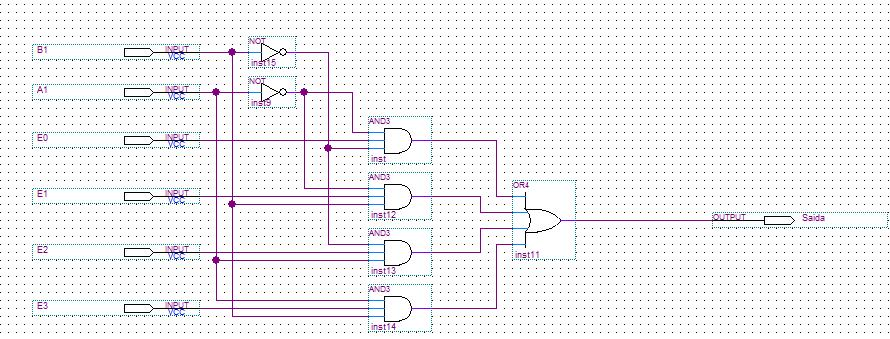 B1
INPUT
VCC
NOT
inst15
A1
INPUT
VCC
NOT
inst9
E0
INPUT
VCC
AND3
inst
E1
INPUT
VCC
AND3
inst12
OR4
inst11
OUTPUT
Saida
E2
INPUT
VCC
AND3
inst13
E3
INPUT
VCC
AND3
inst14